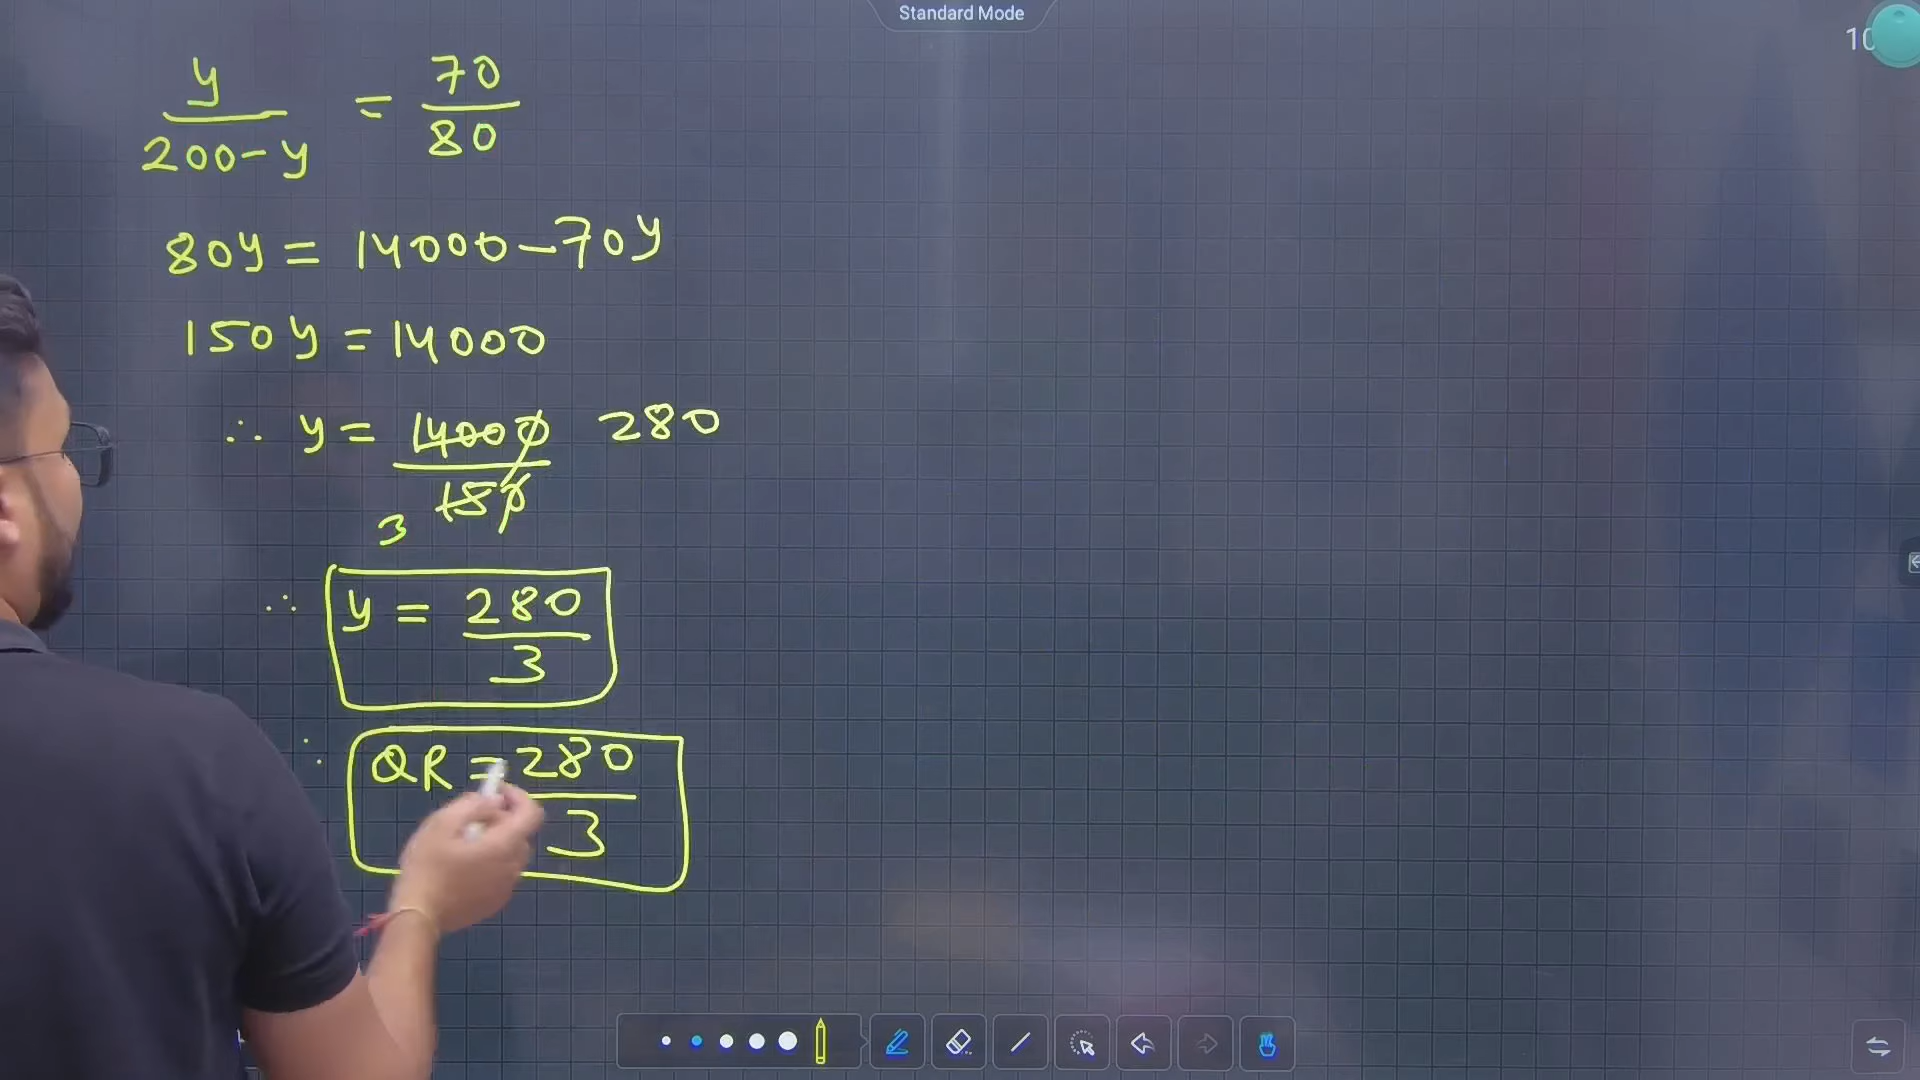 Standard Mode
10
y/(200-y) = 70/80
80y = 14000-70y
150y = 14000
∴ y = 14000/150 280
3
∴ y = 280/3
QR = 280/3